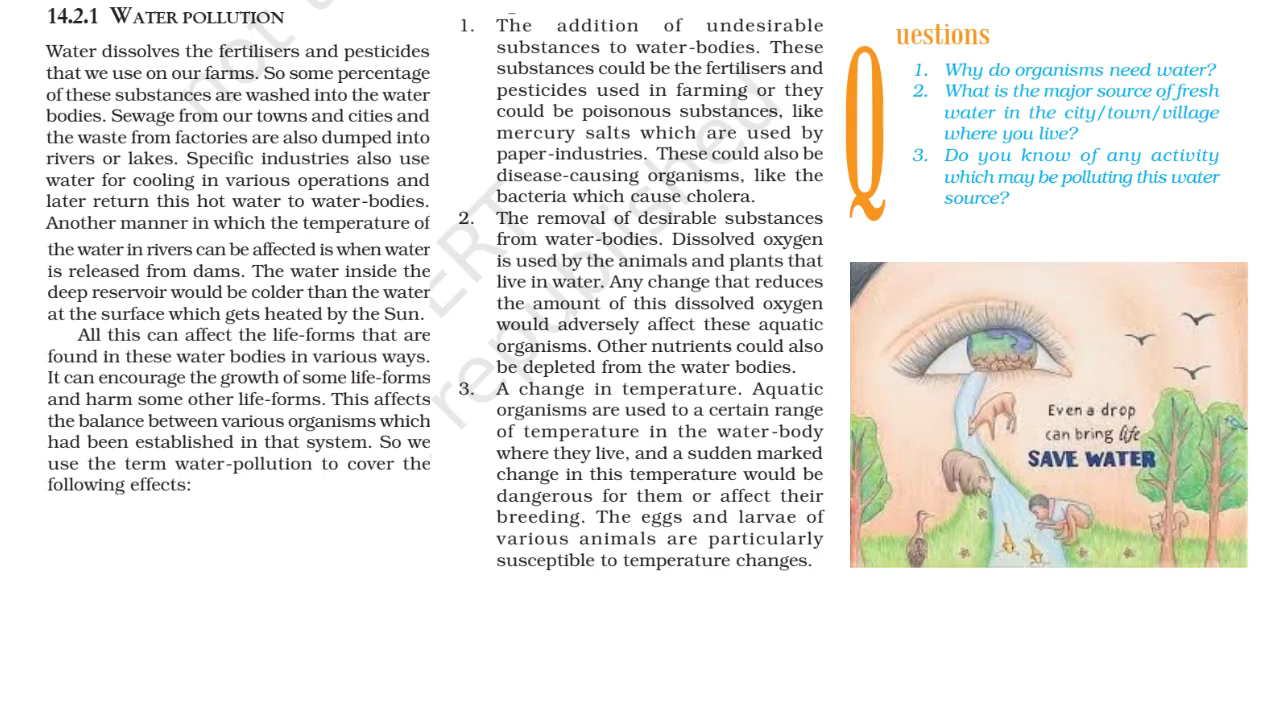 14.2.1 WATER POLLUTION
Water dissolves the fertilisers and pesticides
that we use on our farms. So some percentage
of these substances are washed into the water
bodies. Sewage from our towns and cities and
the waste from factories are also dumped into
rivers or lakes. Specific industries also use
water for cooling in various operations and
later return this hot water to water-bodies.
Another manner in which the temperature of
the water in rivers can be affected is when water
is released from dams. The water inside the
deep reservoir would be colder than the water
at the surface which gets heated by the Sun.
All this can affect the life-forms that are
found in these water bodies in various ways.
It can encourage the growth of some life-forms
and harm some other life-forms. This affects
the balance between various organisms which
had been established in that system. So we
use the term water-pollution to cover the
following effects:
1. The addition of undesirable
substances to water-bodies. These
substances could be the fertilisers and
pesticides used in farming or they
could be poisonous substances, like
mercury salts which are used by
paper-industries. These could also be
disease-causing organisms, like the
bacteria which cause cholera.
2. The removal of desirable substances
from water-bodies. Dissolved oxygen
is used by the animals and plants that
live in water. Any change that reduces
the amount of this dissolved oxygen
would adversely affect these aquatic
organisms. Other nutrients could also
be depleted from the water bodies.
3. A change in temperature. Aquatic
organisms are used to a certain range
of temperature in the water-body
where they live, and a sudden marked
change in this temperature would be
dangerous for them or affect their
breeding. The eggs and larvae of
various animals are particularly
susceptible to temperature changes.
Questions
1. Why do organisms need water?
2. What is the major source of fresh
water in the city/town/village
where you live?
3. Do you know of any activity
which may be polluting this water
source?
Even a drop
can bring life
SAVE WATER
not
ERT
republished